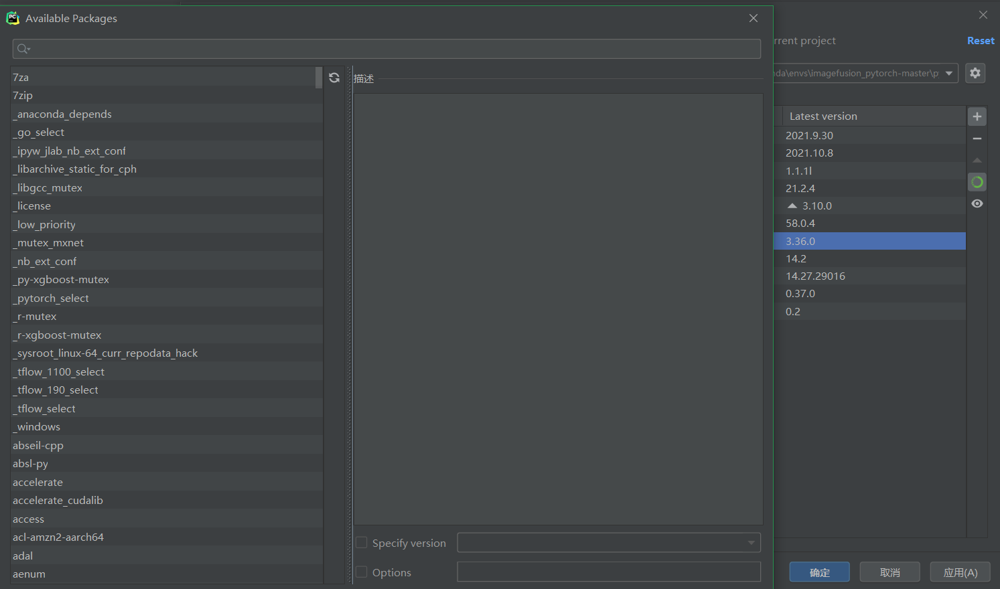 Available Packages
7za
7zip
_anaconda_depends
_go_select
_ipyw_jlab_nb_ext_conf
_libarchive_static_for_cph
_libgcc_mutex
_license
_low_priority
_mutex_mxnet
_nb_ext_conf
_py-xgboost-mutex
_pytorch_select
_r-mutex
_r-xgboost-mutex
_sysroot_linux-64_curr_repodata_hack
_tflow_1100_select
_tflow_190_select
_tflow_select
_windows
abseil-cpp
absl-py
accelerate
accelerate_cudalib
access
acl-amzn2-aarch64
adal
aenum
描述
Specify version
Options
rrent project
Reset
nda\envs\imagefusion_pytorch-master\p
Latest version
2021.9.30
2021.10.8
1.1.1l
21.2.4
3.10.0
58.0.4
3.36.0
14.2
14.27.29016
0.37.0
0.2
确定
取消
应用(A)